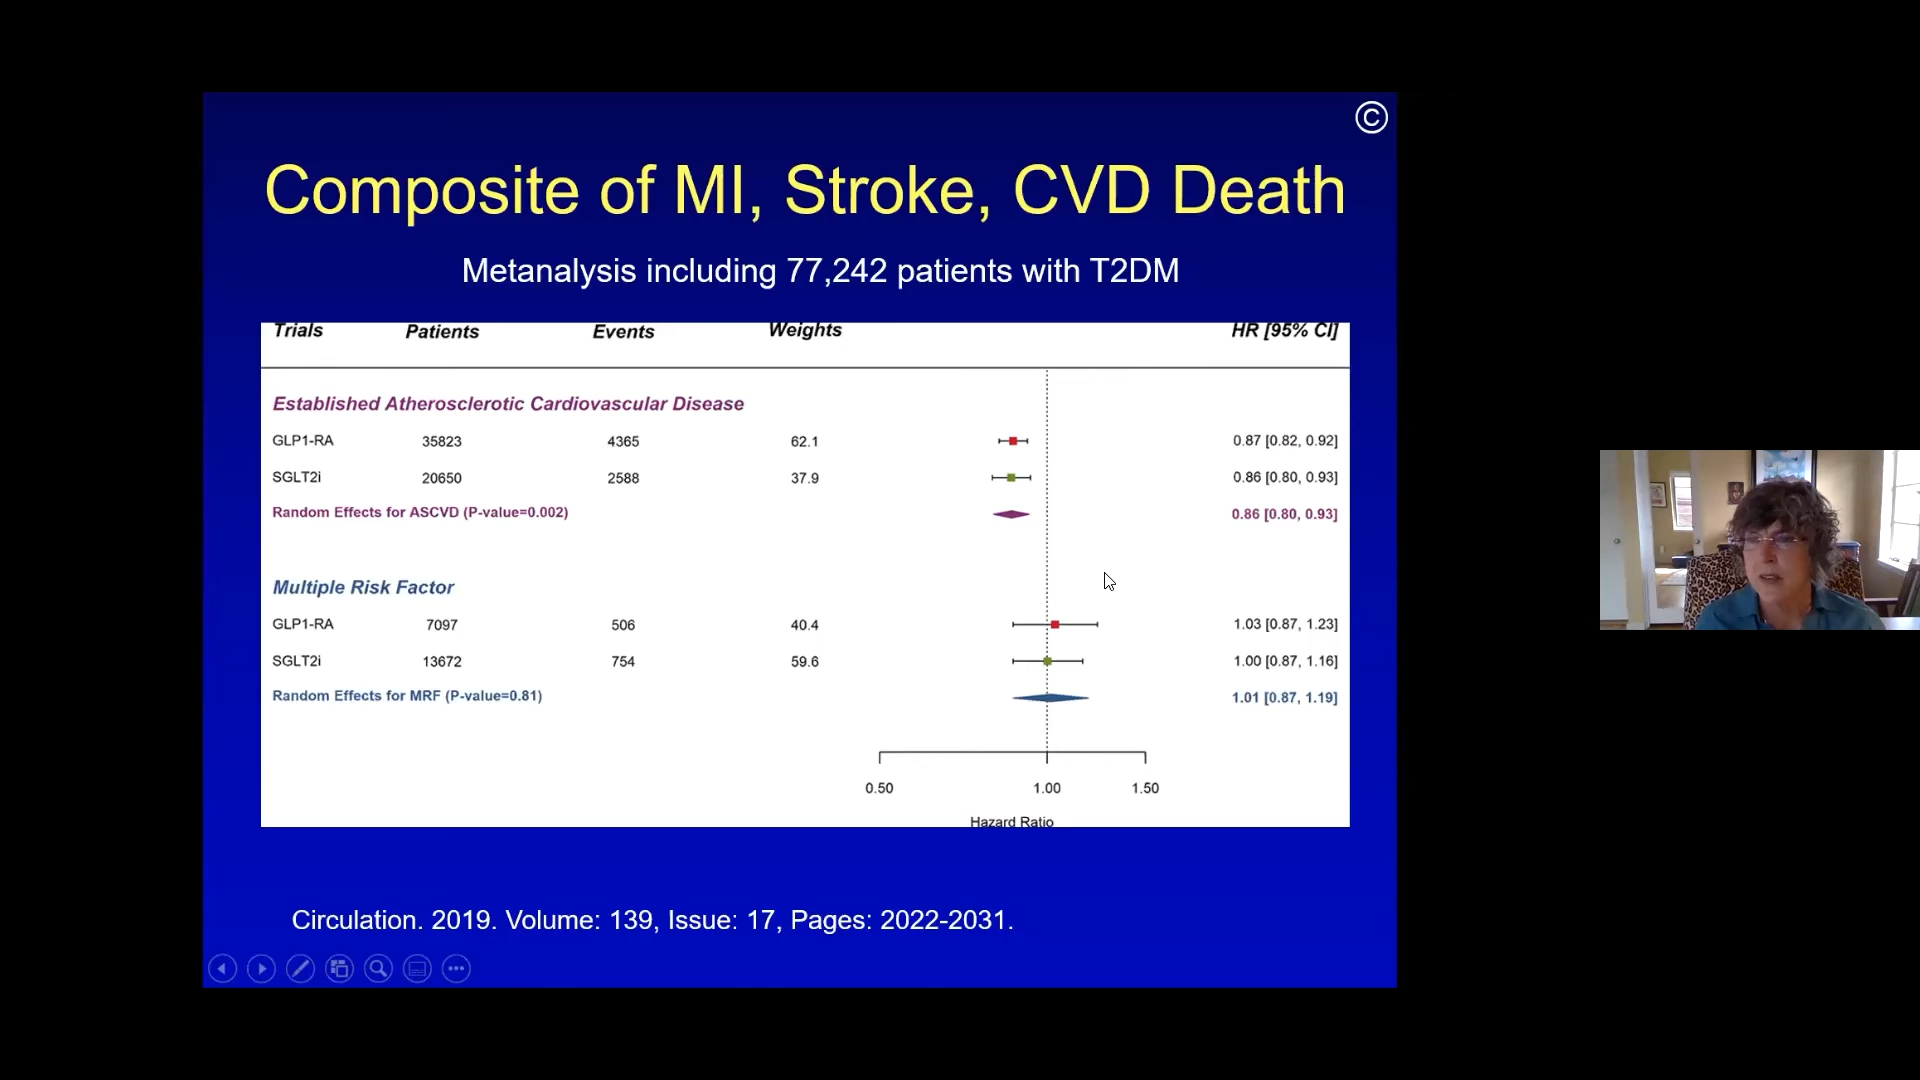 ©
Composite of MI, Stroke, CVD Death
Metanalysis including 77,242 patients with T2DM
Trials Patients Events Weights HR [95% CI]
Established Atherosclerotic Cardiovascular Disease
GLP1-RA 35823 4365 62.1 0.87 [0.82, 0.92]
SGLT2i 20650 2588 37.9 0.86 [0.80, 0.93]
Random Effects for ASCVD (P-value=0.002) 0.86 [0.80, 0.93]
Multiple Risk Factor
GLP1-RA 7097 506 40.4 1.03 [0.87, 1.23]
SGLT2i 13672 754 59.6 1.00 [0.87, 1.16]
Random Effects for MRF (P-value=0.81) 1.01 [0.87, 1.19]
0.50 1.00 1.50
Hazard Ratio
Circulation. 2019. Volume: 139, Issue: 17, Pages: 2022-2031.